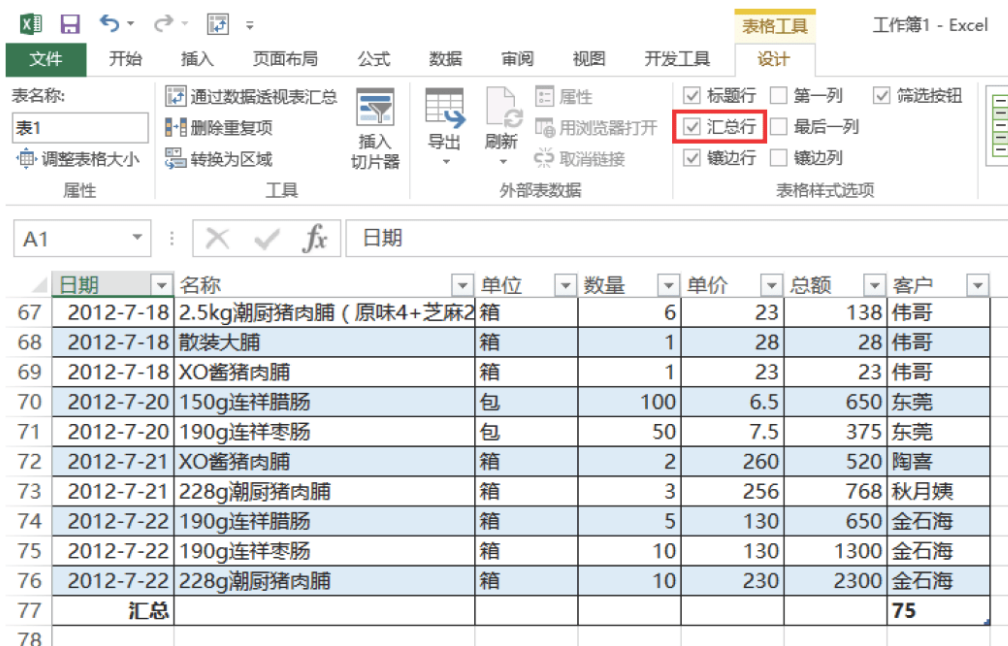 表格工具 工作簿1 - Excel
文件 开始 插入 页面布局 公式 数据 审阅 视图 开发工具 设计
表名称: 通过数据透视表汇总 属性 标题行 第一列 筛选按钮
表1 删除重复项 插入 切片器 导出 刷新 用浏览器打开 汇总行 最后一列
调整表格大小 转换为区域 取消链接 镶边行 镶边列
属性 工具 外部表数据 表格样式选项
A1 fx 日期
日期 名称 单位 数量 单价 总额 客户
67 2012-7-18 2.5kg潮厨猪肉脯（原味4+芝麻2 箱 6 23 138 伟哥
68 2012-7-18 散装大脯 箱 1 28 28 伟哥
69 2012-7-18 XO酱猪肉脯 箱 1 23 23 伟哥
70 2012-7-20 150g连祥腊肠 包 100 6.5 650 东莞
71 2012-7-20 190g连祥枣肠 包 50 7.5 375 东莞
72 2012-7-21 XO酱猪肉脯 箱 2 260 520 陶喜
73 2012-7-21 228g潮厨猪肉脯 箱 3 256 768 秋月姨
74 2012-7-22 190g连祥腊肠 箱 5 130 650 金石海
75 2012-7-22 190g连祥枣肠 箱 10 130 1300 金石海
76 2012-7-22 228g潮厨猪肉脯 箱 10 230 2300 金石海
77 汇总 75
78